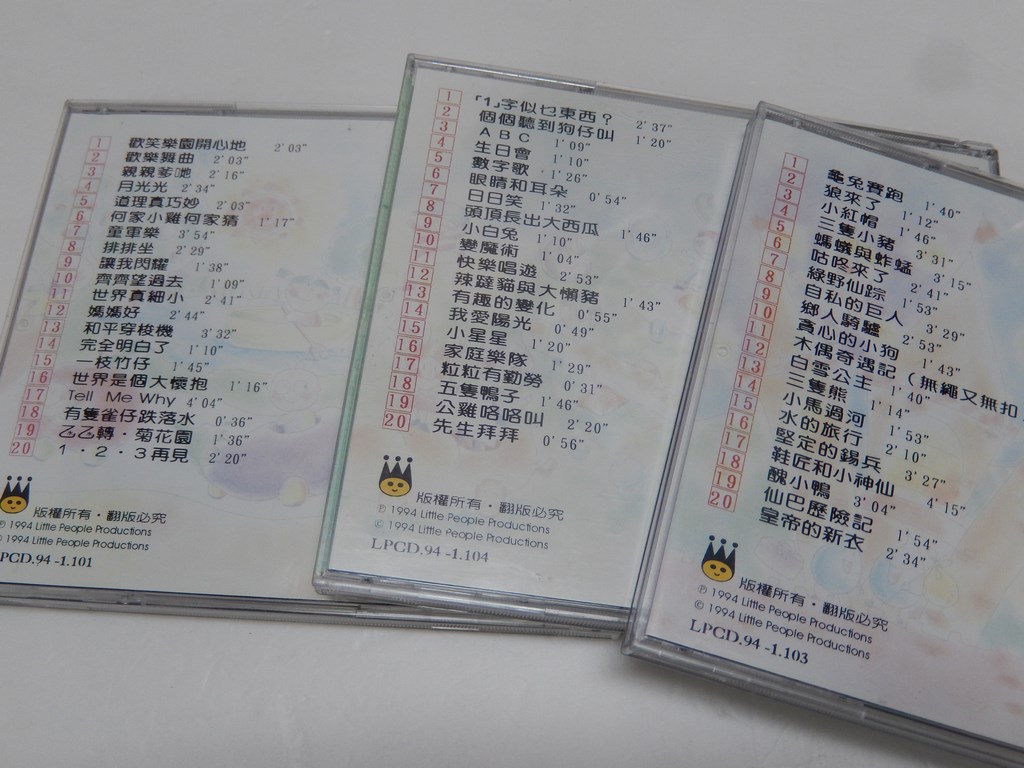 1 歡笑樂園開心地 2'03"
2 歡樂舞曲 2'03"
3 親親爹哋 2'16"
4 月光光 2'34"
5 道理真巧妙 2'03"
6 何家小雞何家猜 1'17"
7 童軍樂 3'54"
8 排排坐 2'29"
9 讓我閃耀 1'38"
10 齊齊望過去 1'09"
11 世界真細小 2'41"
12 媽媽好 2'44"
13 和平穿梭機 3'32"
14 完全明白了 1'10"
15 一枝竹仔 1'45"
16 世界是個大懷抱 1'16"
17 Tell Me Why 4'04"
18 有隻雀仔跌落水 0'36"
19 乙乙轉・菊花園 1'36"
20 1・2・3再見 2'20"
版權所有・翻版必究
℗ 1994 Little People Productions
© 1994 Little People Productions
LPCD.94 -1.101
1 「1」字似乜東西？ 2'37"
2 個個聽到狗仔叫 1'20"
3 A B C 1'09"
4 生日會 1'10"
5 數字歌 1'26"
6 眼睛和耳朵 0'54"
7 日日笑 1'32"
8 頭頂長出大西瓜 1'46"
9 小白兔 1'10"
10 變魔術 1'04"
11 快樂唱遊 2'53"
12 辣躂貓與大懶豬 1'43"
13 有趣的變化 0'55"
14 我愛陽光 0'49"
15 小星星 1'20"
16 家庭樂隊 1'29"
17 粒粒有勤勞 0'31"
18 五隻鴨子 1'46"
19 公雞咯咯叫 2'20"
20 先生拜拜 0'56"
版權所有・翻版必究
℗ 1994 Little People Productions
© 1994 Little People Productions
LPCD.94 -1.104
1 龜兔賽跑 1'40"
2 狼來了 1'12"
3 小紅帽 1'46"
4 三隻小豬 3'31"
5 螞蟻與蚱蜢 3'15"
6 咕咚來了 2'41"
7 綠野仙踪 1'53"
8 自私的巨人 3'29"
9 鄉人騎驢 2'53"
10 貪心的小狗 1'43"
11 木偶奇遇記（無繩又無扣
12 白雪公主 1'40"
13 三隻熊 1'14"
14 小馬過河 1'53"
15 水的旅行 2'10"
16 堅定的錫兵 3'27"
17 鞋匠和小神仙 4'15"
18 醜小鴨 3'04"
19 仙巴歷險記 1'54"
20 皇帝的新衣 2'34"
版權所有・翻版必究
℗ 1994 Little People Productions
© 1994 Little People Productions
LPCD.94 -1.103